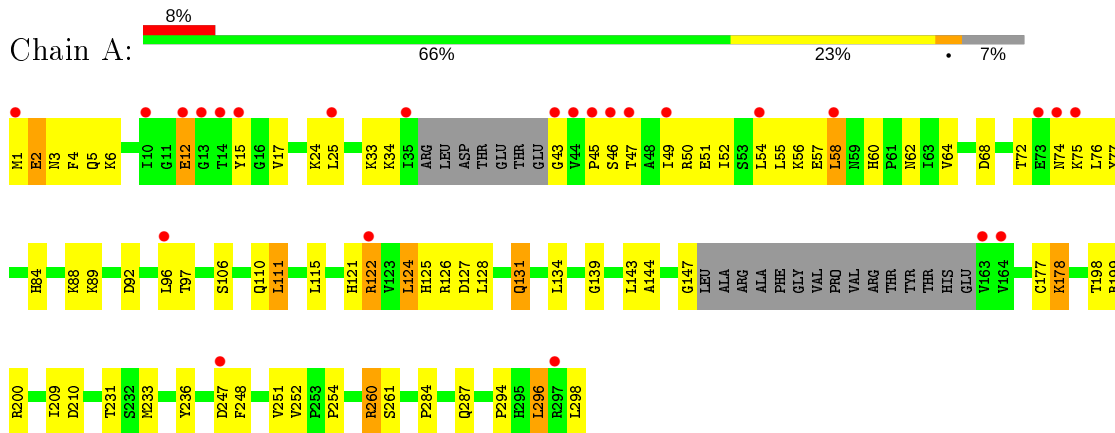 8%
Chain A:
66% 23% • 7%
M1 E2 N3 F4 Q5 K6 I10 G11 E12 G13 T14 Y15 G16 V17 K24 L25 K33 K34 I35 ARG LEU ASP THR GLU THR GLU G43 V44 P45 S46 T47 A48 I49 R50 E51 I52 S53 L54 L55 K56 E57 L58 N59 H60 P61 N62 I63 V64 D68 T72 E73 N74 K75 L76 Y77
H84 K88 K89 D92 L96 T97 S106 Q110 L111 L115 H121 R122 V123 L124 H125 R126 D127 L128 Q131 L134 G139 L143 A144 G147 LEU ALA ARG ALA PHE GLY VAL PRO VAL ARG THR TYR THR HIS GLU V163 V164 C177 K178 T198 R199
R200 I209 D210 T231 S232 M233 Y236 D247 F248 V251 V252 P253 P254 R260 S261 P284 Q287 P294 H295 L296 R297 L298